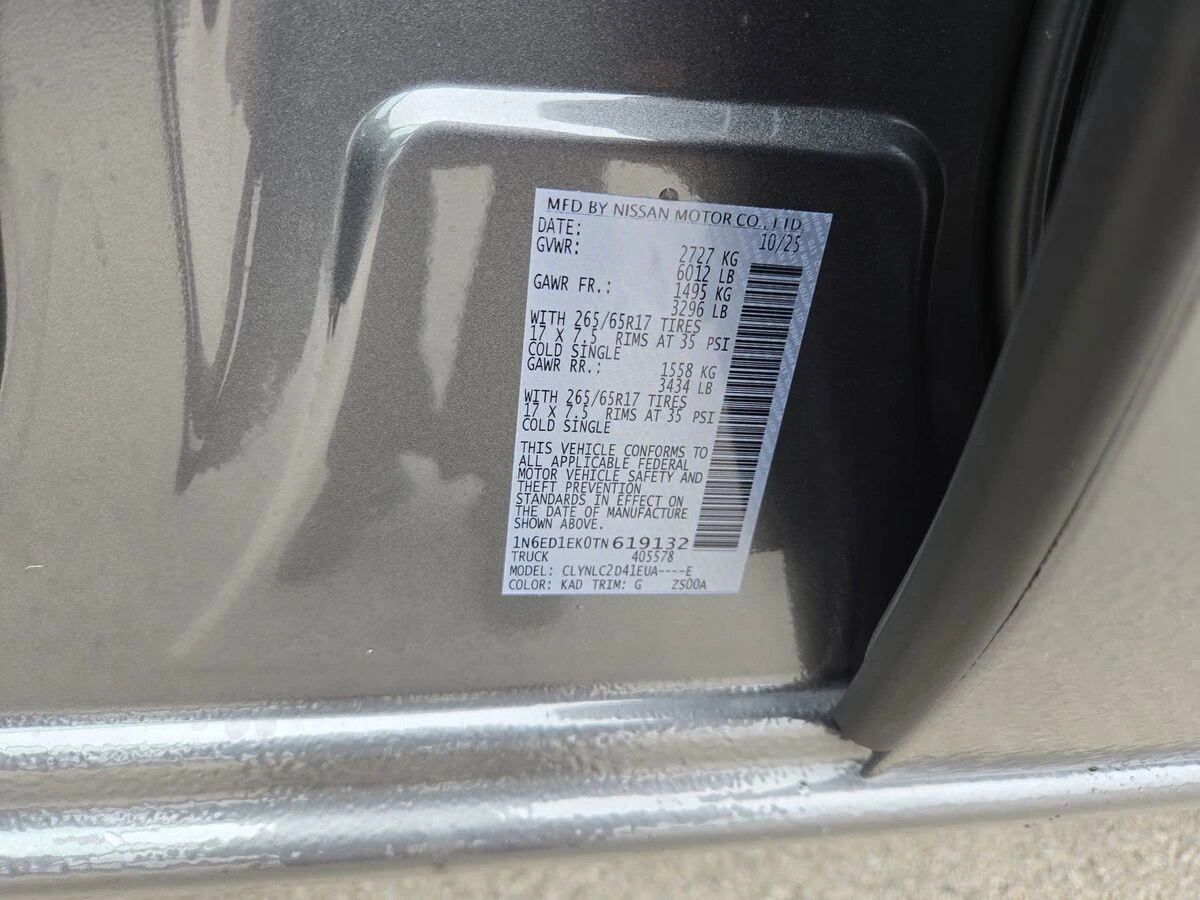 MFD BY NISSAN MOTOR CO., LTD.
DATE: 10/25
GVWR: 2727 KG
6012 LB
GAWR FR.: 1495 KG
3296 LB
WITH 265/65R17 TIRES
17 X 7.5 RIMS AT 35 PSI
COLD SINGLE
GAWR RR.: 1558 KG
3434 LB
WITH 265/65R17 TIRES
17 X 7.5 RIMS AT 35 PSI
COLD SINGLE
THIS VEHICLE CONFORMS TO
ALL APPLICABLE FEDERAL
MOTOR VEHICLE SAFETY AND
THEFT PREVENTION
STANDARDS IN EFFECT ON
THE DATE OF MANUFACTURE
SHOWN ABOVE.
1N6ED1EK0TN619132
TRUCK 405578
MODEL: CLYNLC2D41EUA----E
COLOR: KAD TRIM: G ZS00A